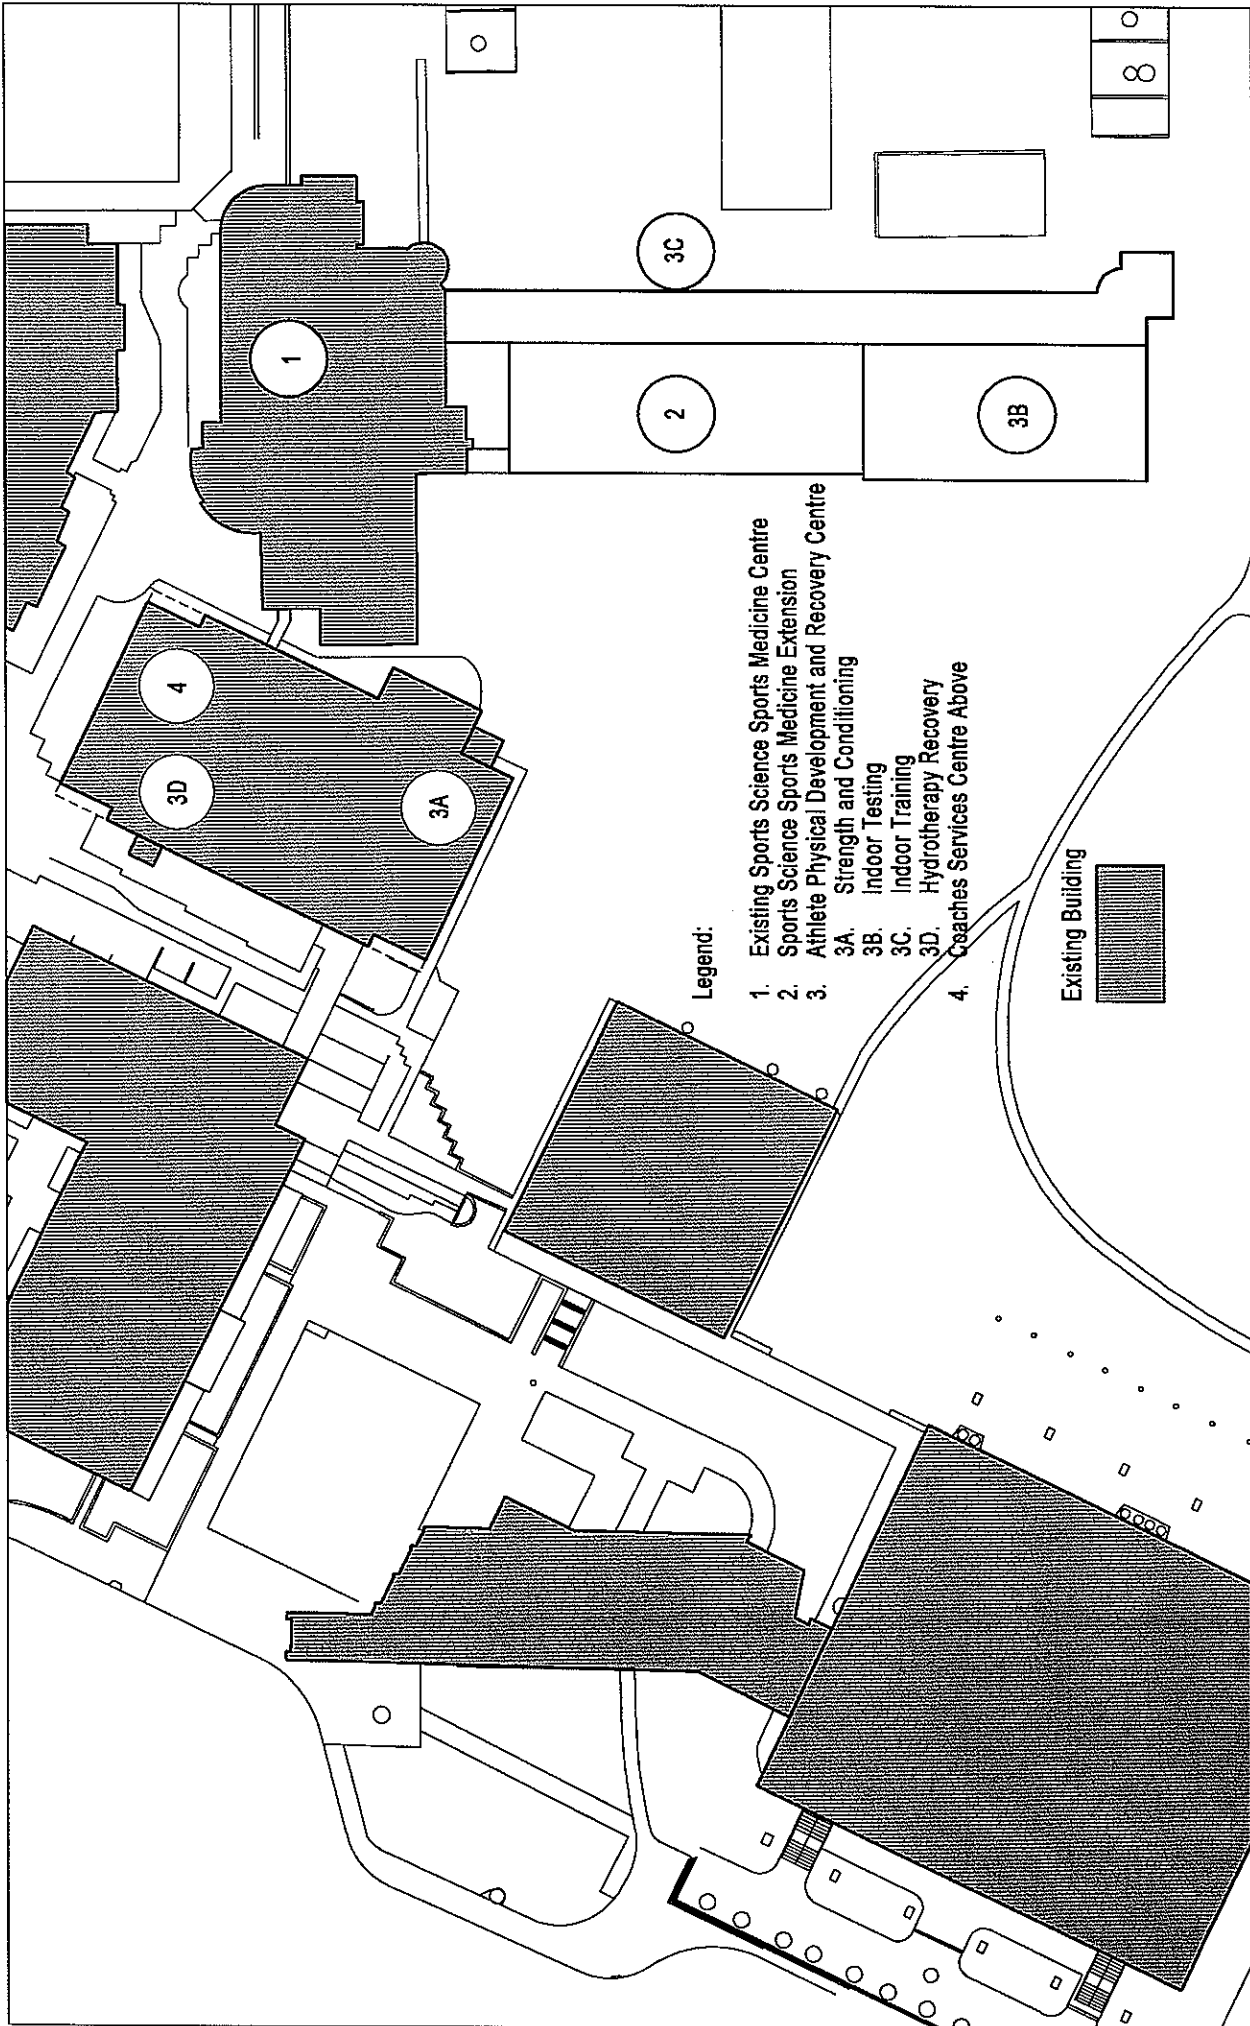 1
2
3C
3B
4
3D
3A
Legend:
1. Existing Sports Science Sports Medicine Centre
2. Sports Science Sports Medicine Extension
3. Athlete Physical Development and Recovery Centre
3A. Strength and Conditioning
3B. Indoor Testing
3C. Indoor Training
3D. Hydrotherapy Recovery
4. Coaches Services Centre Above
Existing Building